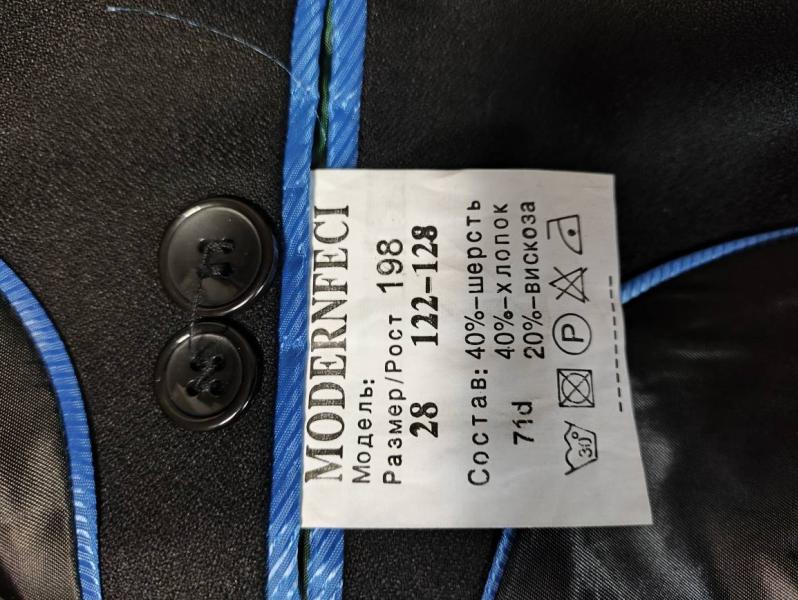 MODERNFECI
Модель:
Размер/Рост 198
28 122-128
Состав: 40%-шерсть
40%-хлопок
71d 20%-вискоза
30° P